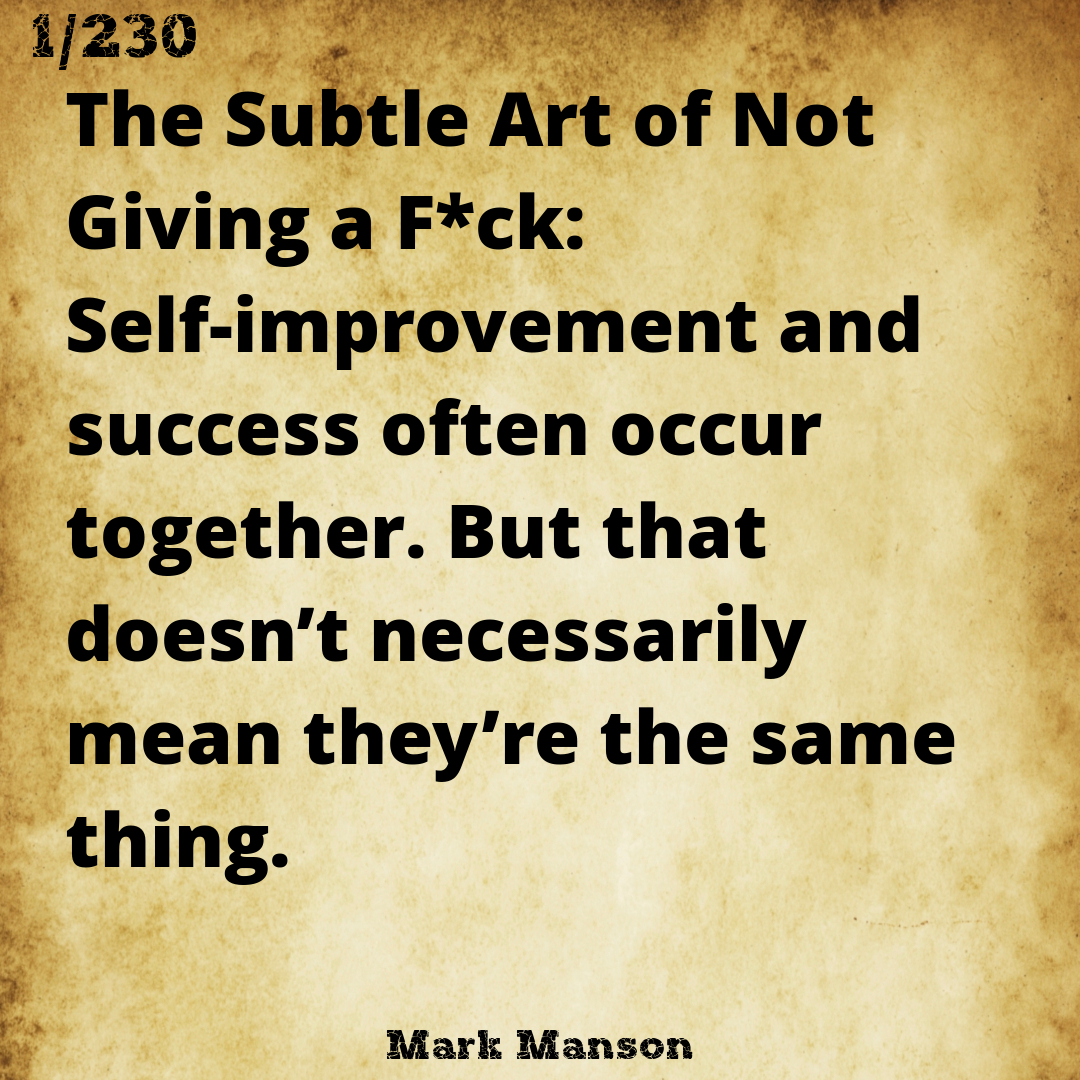 1/230
The Subtle Art of Not
Giving a F*ck:
Self-improvement and
success often occur
together. But that
doesn’t necessarily
mean they’re the same
thing.
Mark Manson